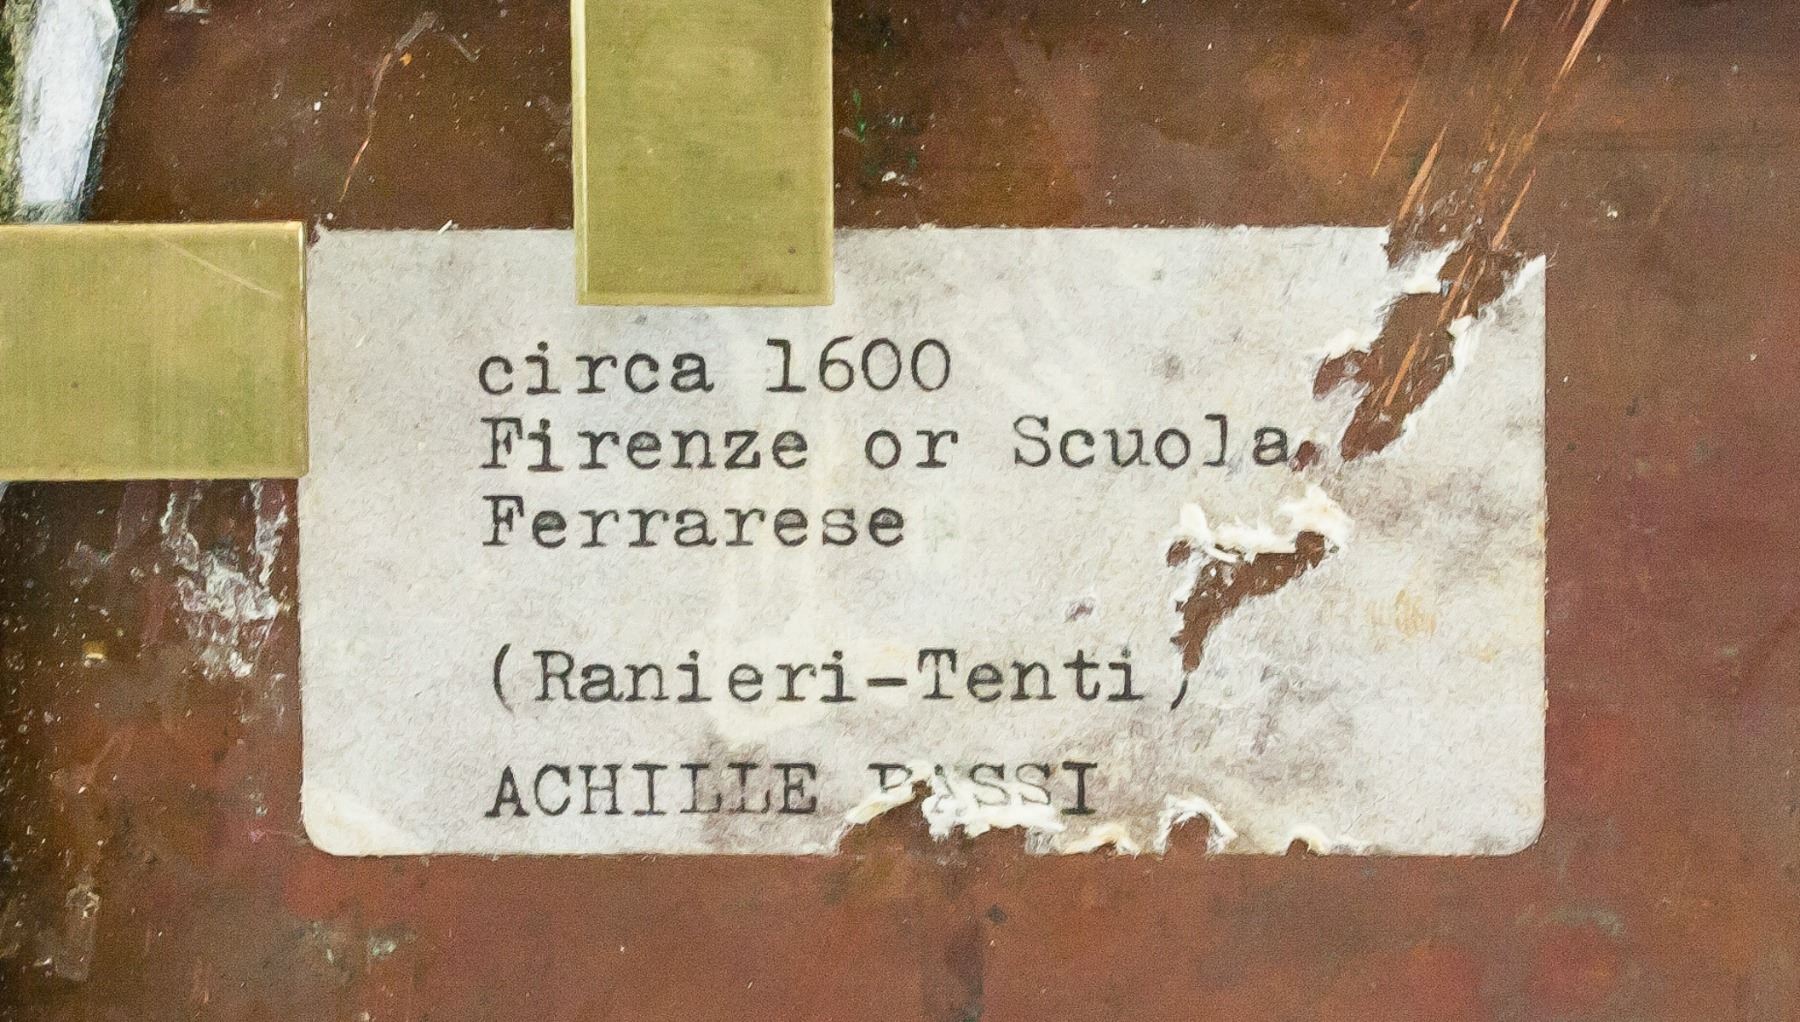 circa 1600
Firenze or Scuola
Ferrarese
(Ranieri-Tenti)
ACHILLE